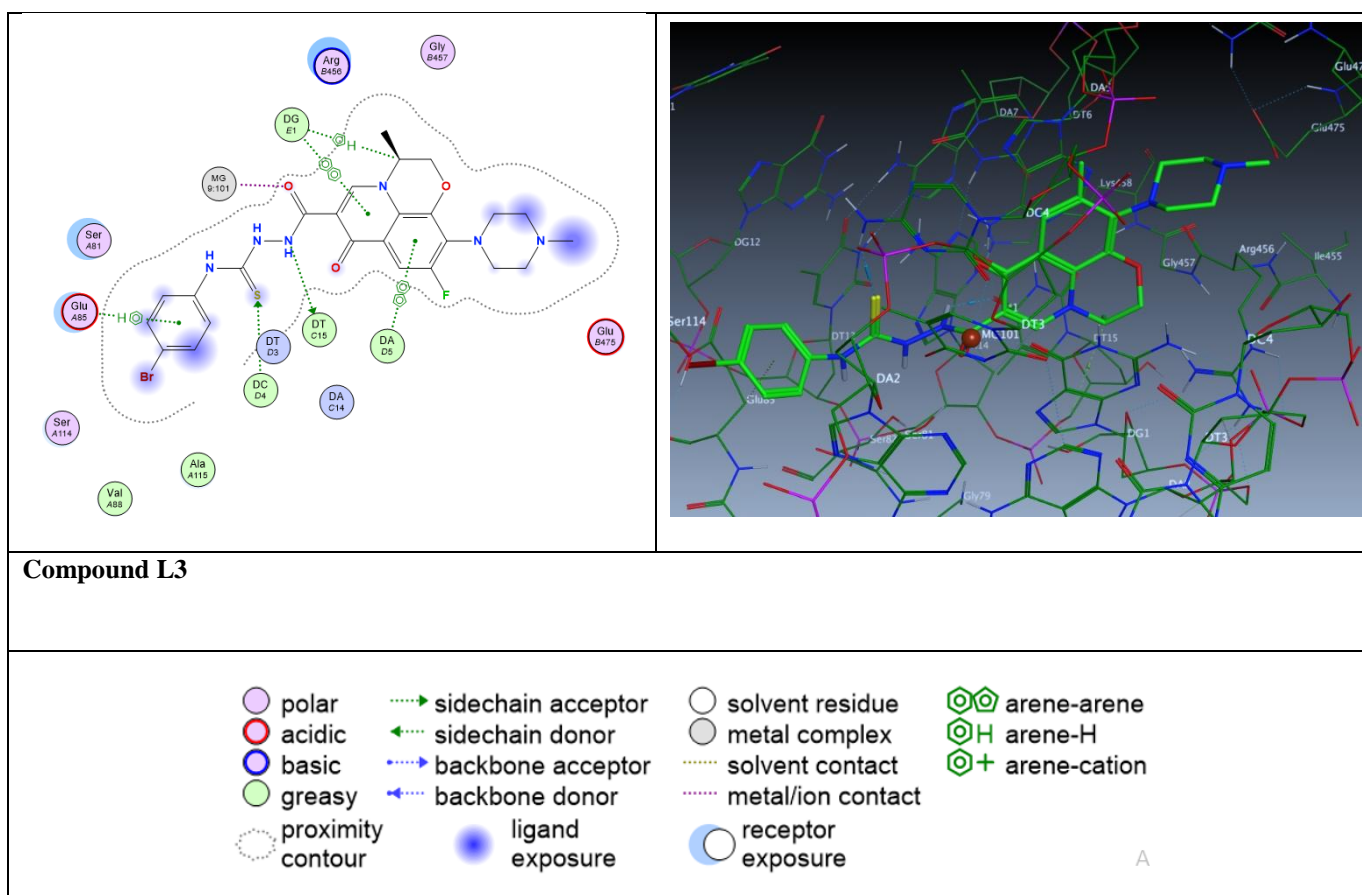 Arg
B456
Gly
B457
DG
E1
H
MG
9:101
O
N
O
Ser
A81
H
N
H
N
O
N
N
H
N
O
Glu
A85
H
S
F
DT
D3
DT
C15
DA
D5
Glu
B475
Br
DC
D4
DA
C14
Ser
A114
Ala
A115
Val
A88
DA7
DT6
Glu475
DC4
DG12
Gly457
Arg456
Ile455
Ser114
MG101
DT3
DT15
DC4
DA2
Glu85
DG1
DT3
Gly79
Compound L3
polar
sidechain acceptor
solvent residue
arene-arene
acidic
sidechain donor
metal complex
H arene-H
basic
backbone acceptor
solvent contact
+ arene-cation
greasy
backbone donor
metal/ion contact
proximity
contour
ligand
exposure
receptor
exposure
A